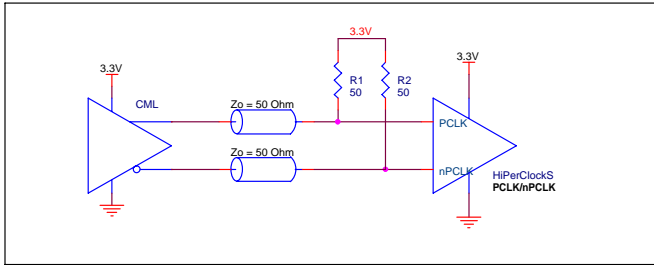 3.3V
3.3V
3.3V
R1
50
R2
50
CML
Zo = 50 Ohm
PCLK
Zo = 50 Ohm
nPCLK
HiPerClockS
PCLK/nPCLK